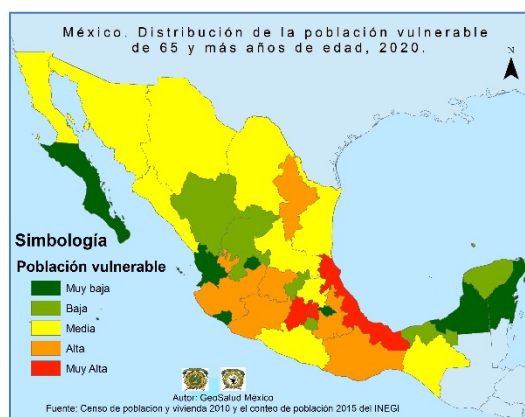 México. Distribución de la población vulnerable
de 65 y más años de edad, 2020.
N
Simbología
Población vulnerable
Muy baja
Baja
Media
Alta
Muy Alta
Autor: GeoSalud México
Fuente: Censo de poblacion y vivienda 2010 y el conteo de población 2015 del INEGI